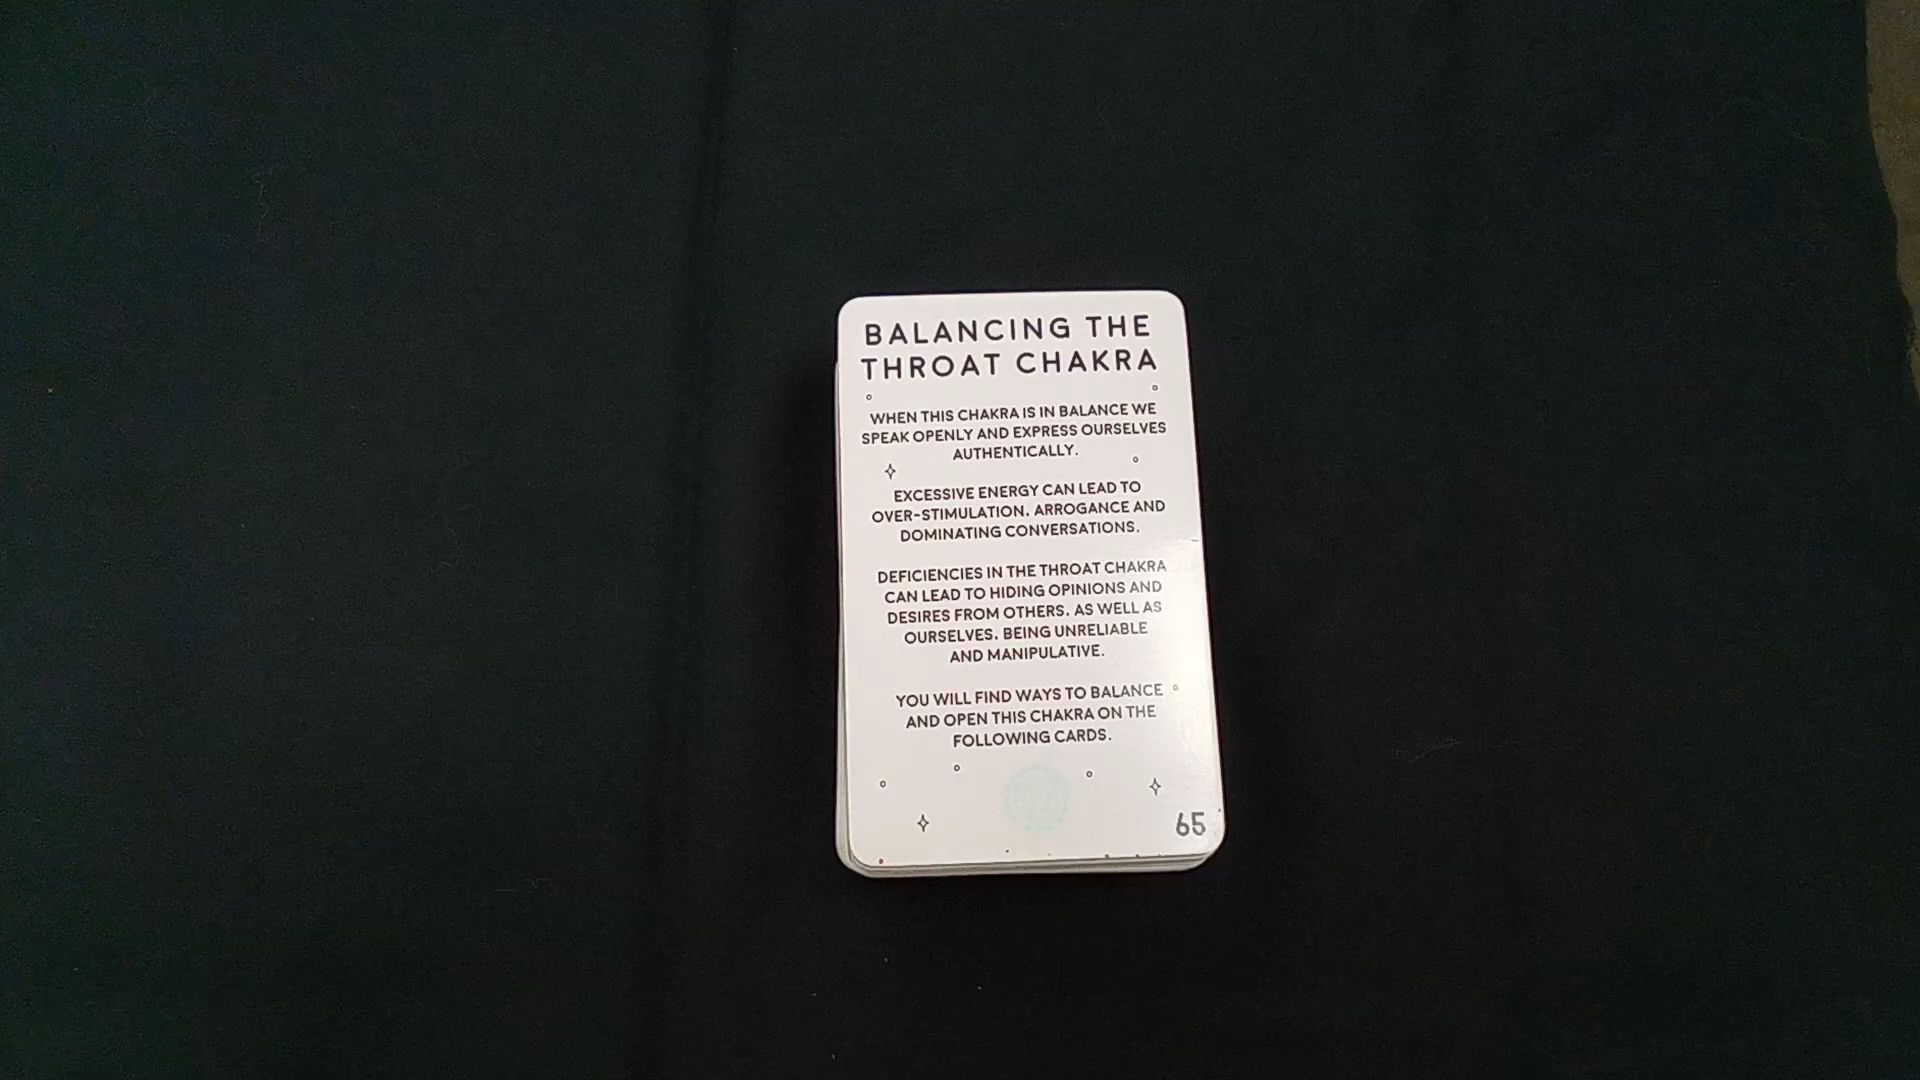 BALANCING THE
THROAT CHAKRA
WHEN THIS CHAKRA IS IN BALANCE WE
SPEAK OPENLY AND EXPRESS OURSELVES
AUTHENTICALLY.
EXCESSIVE ENERGY CAN LEAD TO
OVER-STIMULATION, ARROGANCE AND
DOMINATING CONVERSATIONS.
DEFICIENCIES IN THE THROAT CHAKRA
CAN LEAD TO HIDING OPINIONS AND
DESIRES FROM OTHERS, AS WELL AS
OURSELVES, BEING UNRELIABLE
AND MANIPULATIVE.
YOU WILL FIND WAYS TO BALANCE
AND OPEN THIS CHAKRA ON THE
FOLLOWING CARDS.
65